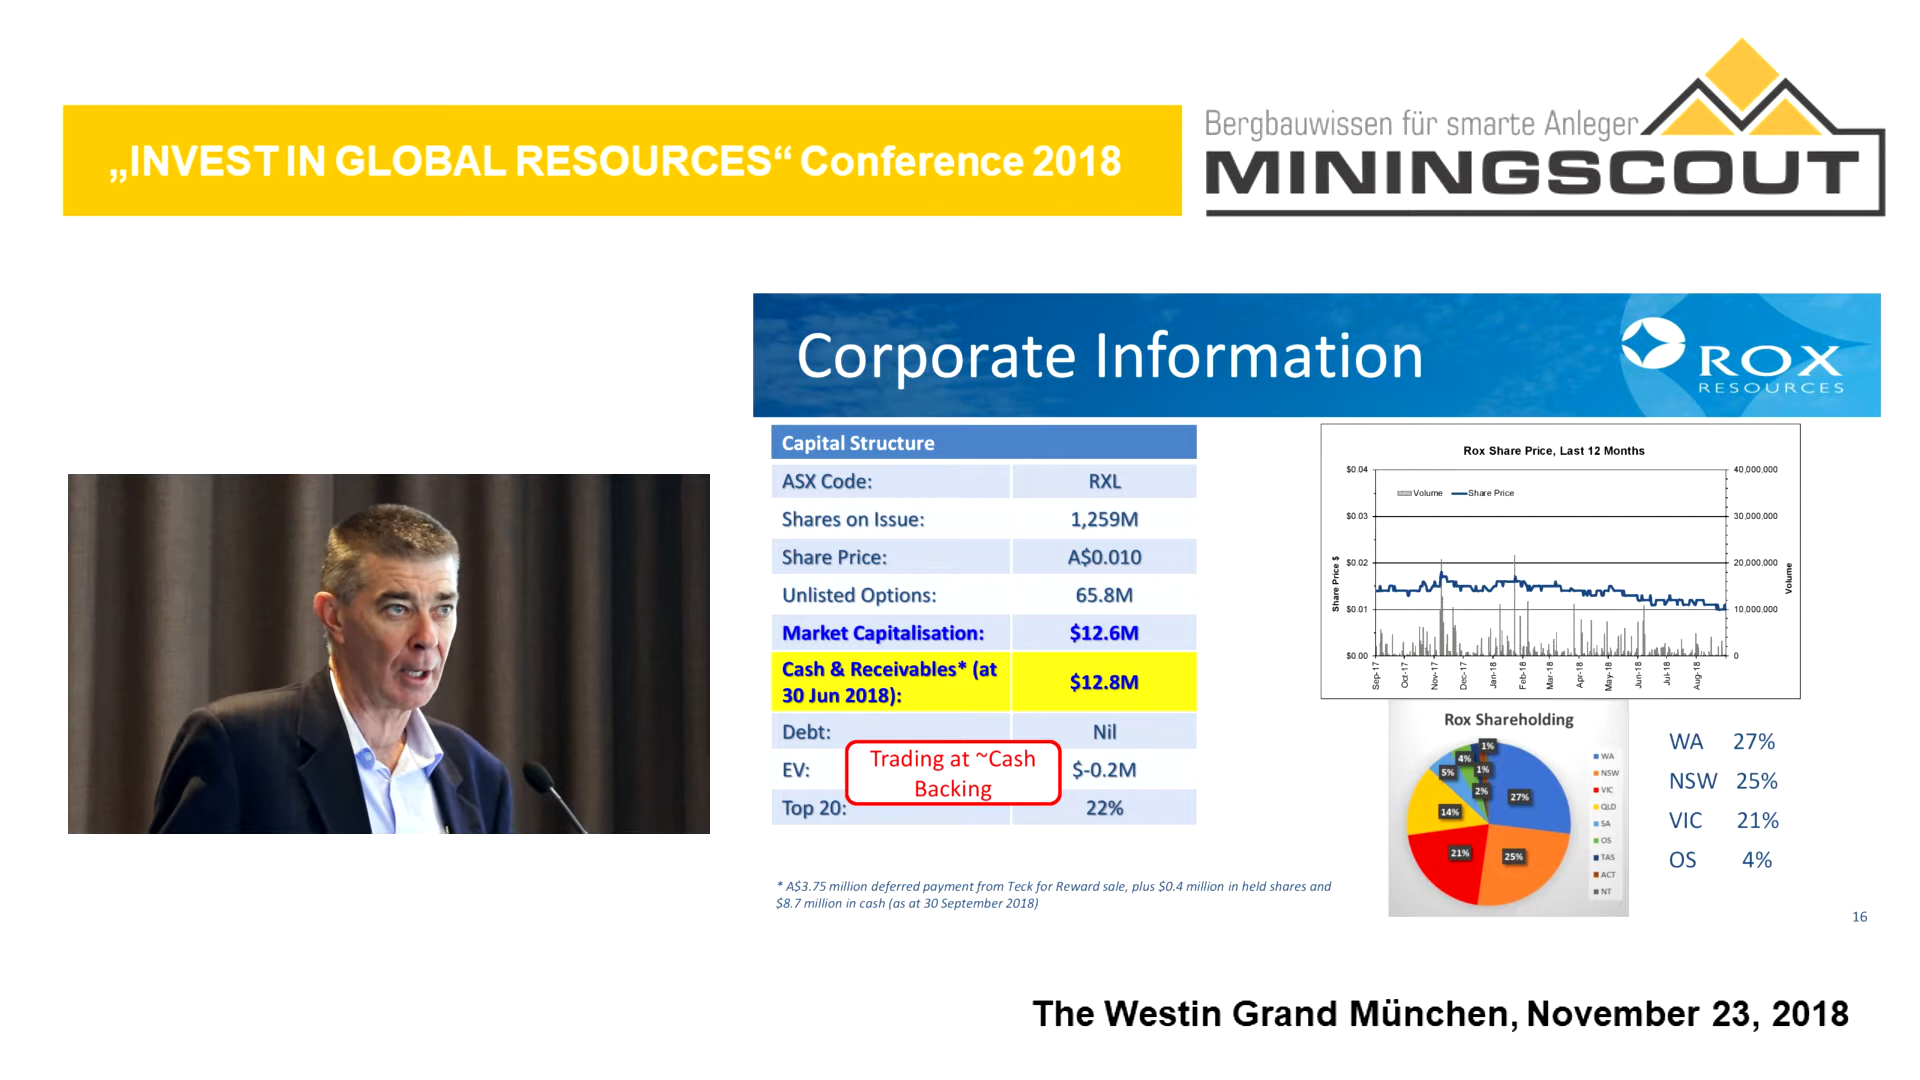 „INVEST IN GLOBAL RESOURCES“ Conference 2018
Bergbauwissen für smarte Anleger
MININGSCOUT
Corporate Information
ROX
RESOURCES
Capital Structure
ASX Code: RXL
Shares on Issue: 1,259M
Share Price: A$0.010
Unlisted Options: 65.8M
Market Capitalisation: $12.6M
Cash & Receivables* (at
30 Jun 2018): $12.8M
Debt: Nil
EV: $-0.2M
Top 20: 22%
Trading at ~Cash
Backing
* A$3.75 million deferred payment from Teck for Reward sale, plus $0.4 million in held shares and
$8.7 million in cash (as at 30 September 2018)
Rox Share Price, Last 12 Months
Volume Share Price
$0.04
$0.03
$0.02
$0.01
$0.00
Share Price $
40,000,000
30,000,000
20,000,000
10,000,000
0
Volume
Sep-17
Oct-17
Nov-17
Dec-17
Jan-18
Feb-18
Mar-18
Apr-18
May-18
Jun-18
Jul-18
Aug-18
Rox Shareholding
1%
4%
1%
5%
2%
27%
14%
21%
25%
WA
NSW
VIC
QLD
SA
OS
TAS
ACT
NT
WA 27%
NSW 25%
VIC 21%
OS 4%
16
The Westin Grand München, November 23, 2018